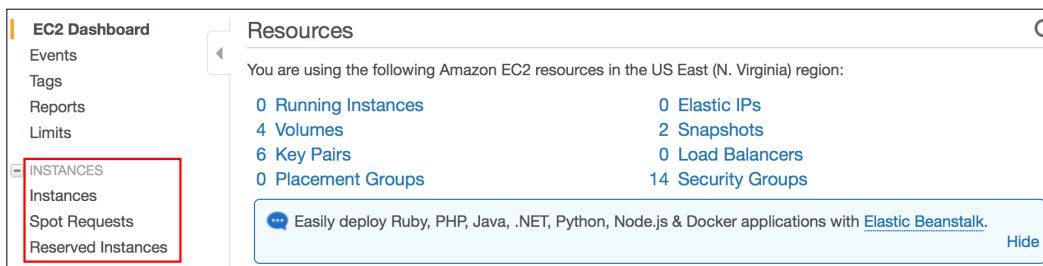 EC2 Dashboard
Events
Tags
Reports
Limits
INSTANCES
Instances
Spot Requests
Reserved Instances
Resources
You are using the following Amazon EC2 resources in the US East (N. Virginia) region:
0 Running Instances
0 Elastic IPs
4 Volumes
2 Snapshots
6 Key Pairs
0 Load Balancers
0 Placement Groups
14 Security Groups
Easily deploy Ruby, PHP, Java, .NET, Python, Node.js & Docker applications with Elastic Beanstalk.
Hide